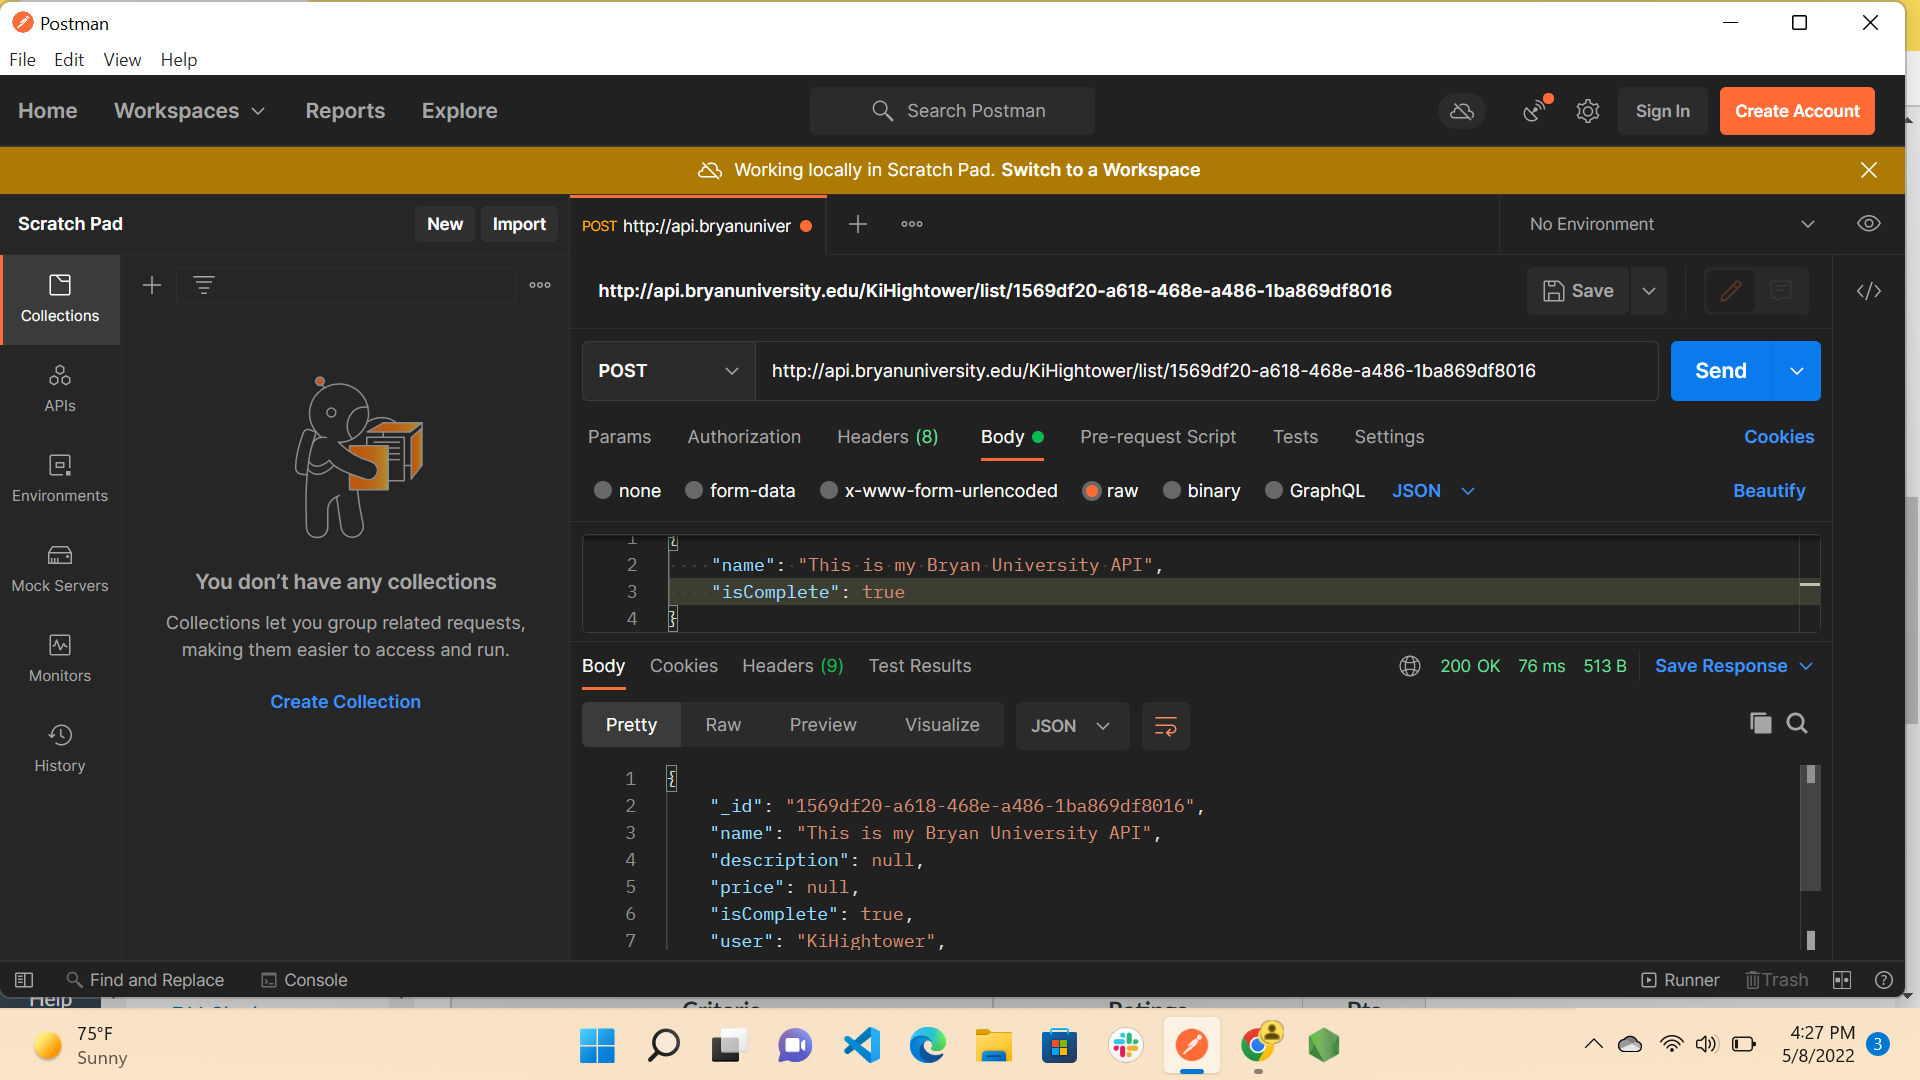 Postman
File Edit View Help
Home Workspaces Reports Explore Search Postman Sign In Create Account
Working locally in Scratch Pad. Switch to a Workspace
Scratch Pad New Import POST http://api.bryanuniver No Environment
Collections
http://api.bryanuniversity.edu/KiHightower/list/1569df20-a618-468e-a486-1ba869df8016 Save
APIs
POST http://api.bryanuniversity.edu/KiHightower/list/1569df20-a618-468e-a486-1ba869df8016 Send
Params Authorization Headers (8) Body Pre-request Script Tests Settings Cookies
Environments
none form-data x-www-form-urlencoded raw binary GraphQL JSON Beautify
1 {
2 "name": "This is my Bryan University API",
3 "isComplete": true
4 }
Mock Servers
You don't have any collections
Collections let you group related requests,
making them easier to access and run.
Create Collection
Monitors
History
Body Cookies Headers (9) Test Results 200 OK 76 ms 513 B Save Response
Pretty Raw Preview Visualize JSON
1 {
2 "_id": "1569df20-a618-468e-a486-1ba869df8016",
3 "name": "This is my Bryan University API",
4 "description": null,
5 "price": null,
6 "isComplete": true,
7 "user": "KiHightower",
Find and Replace Console Runner Trash
Help Criteria Ratings Pts
75°F
Sunny
4:27 PM
5/8/2022 3